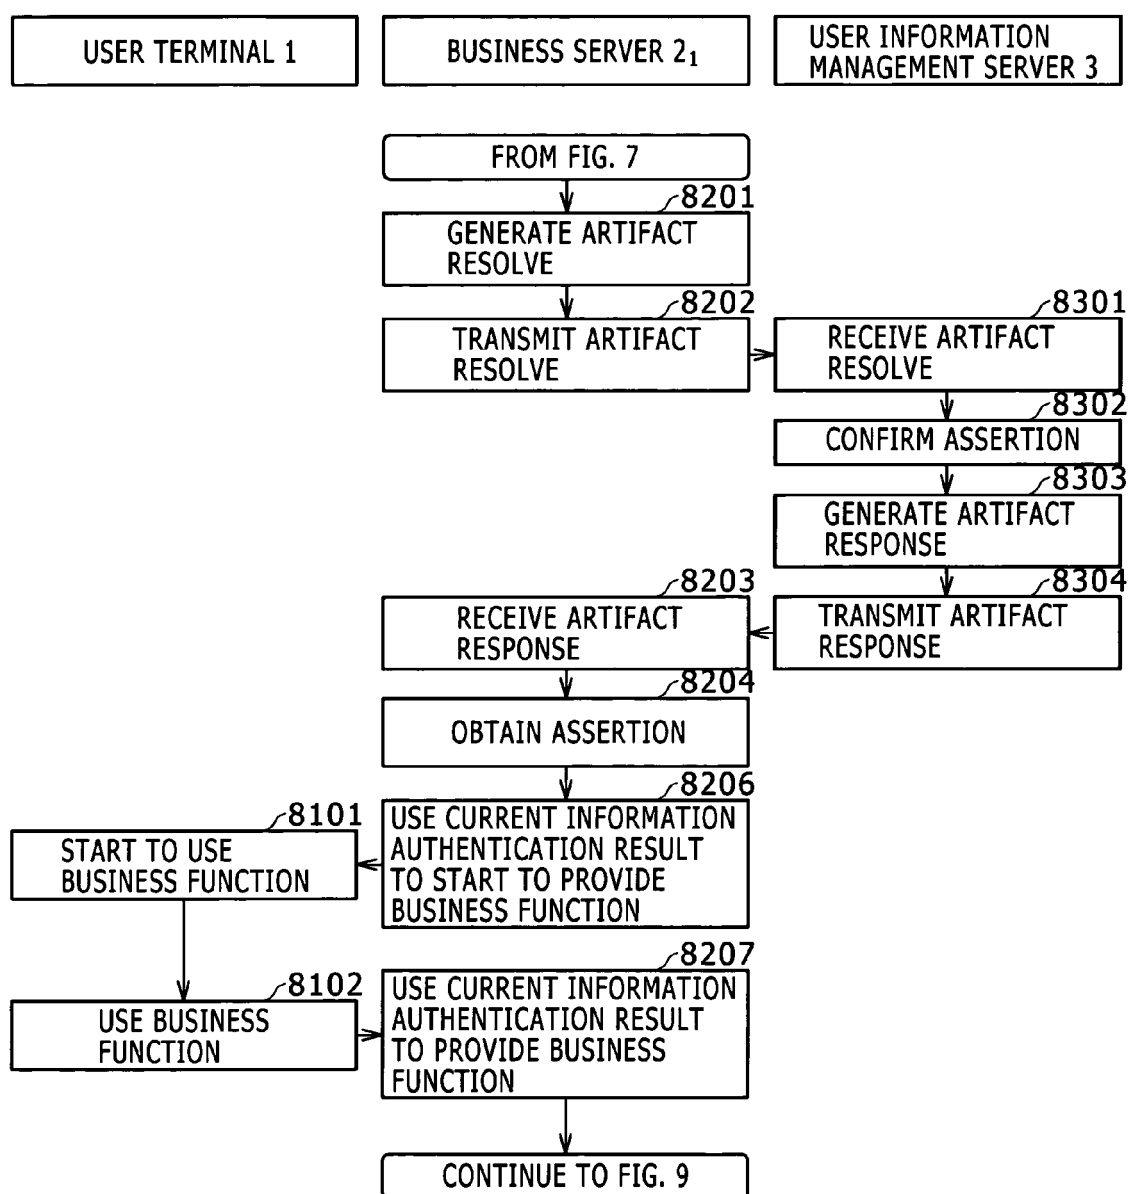 USER TERMINAL 1
BUSINESS SERVER 2₁
USER INFORMATION
MANAGEMENT SERVER 3
FROM FIG. 7
8201
GENERATE ARTIFACT
RESOLVE
8202
TRANSMIT ARTIFACT
RESOLVE
8301
RECEIVE ARTIFACT
RESOLVE
8302
CONFIRM ASSERTION
8303
GENERATE ARTIFACT
RESPONSE
8304
TRANSMIT ARTIFACT
RESPONSE
8203
RECEIVE ARTIFACT
RESPONSE
8204
OBTAIN ASSERTION
8206
USE CURRENT INFORMATION
AUTHENTICATION RESULT
TO START TO PROVIDE
BUSINESS FUNCTION
8101
START TO USE
BUSINESS FUNCTION
8102
USE BUSINESS
FUNCTION
8207
USE CURRENT INFORMATION
AUTHENTICATION RESULT
TO PROVIDE BUSINESS
FUNCTION
CONTINUE TO FIG. 9